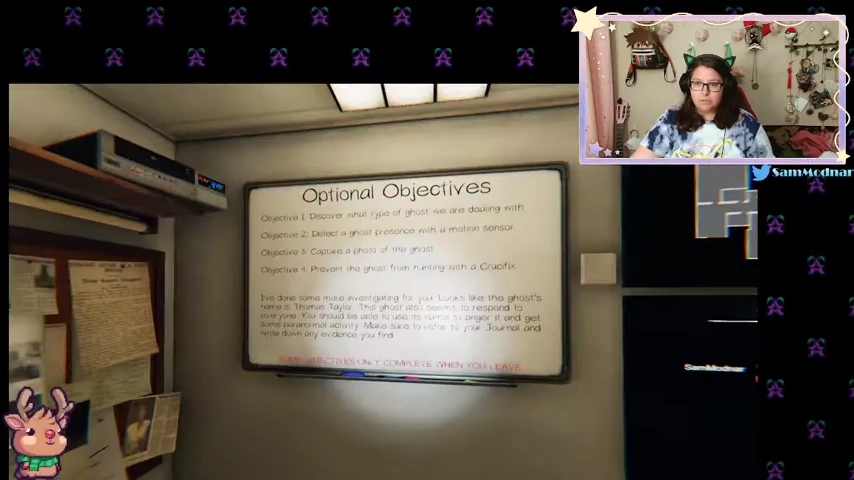 Optional Objectives
Objective 1: Discover what type of ghost we are dealing with
Objective 2: Detect a ghost presence with a motion sensor
Objective 3: Capture a photo of the ghost
Objective 4: Prevent the ghost from hunting with a Crucifix
I've done some more investigating for you. Looks like the ghost's
name is Thomas Taylor. This ghost also seems to respond to
everyone. You should be able to use its name to anger it and get
some paranormal activity. Make sure to refer to your Journal and
write down any evidence you find
SOME OBJECTIVES ONLY COMPLETE WHEN YOU LEAVE
SamModnar
SamModnar